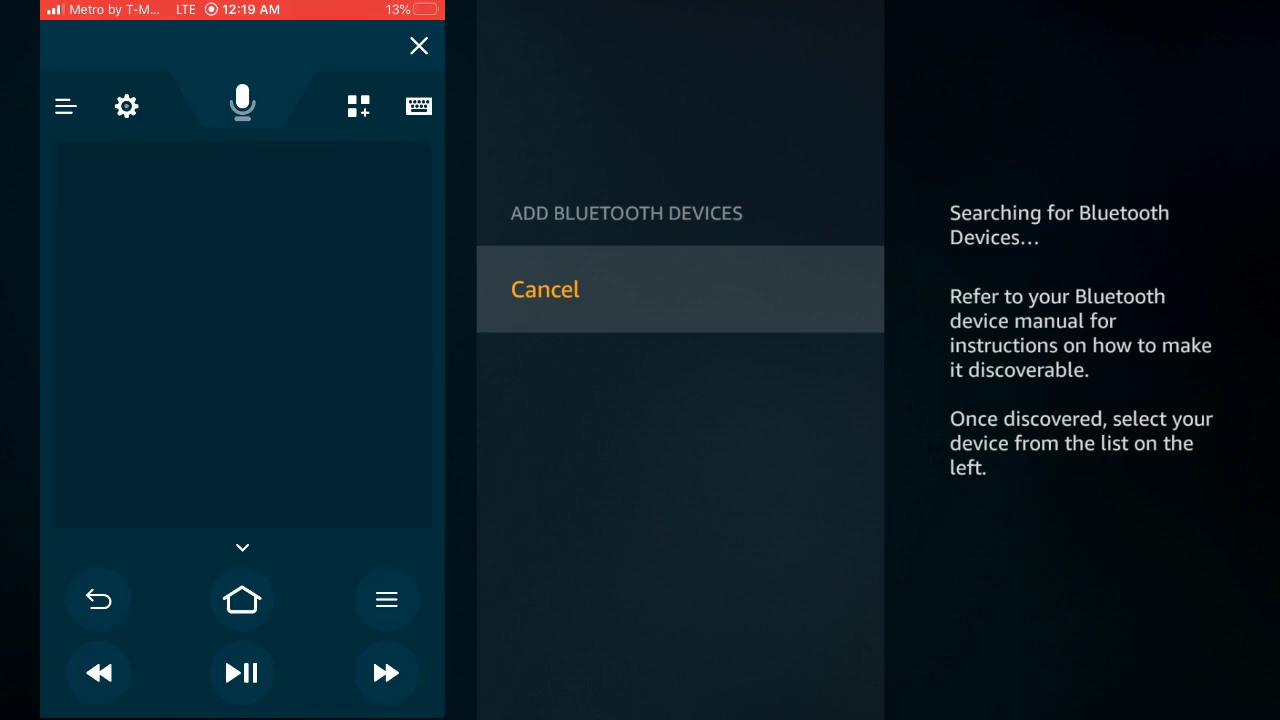 Metro by T-M... LTE 12:19 AM 13%
ADD BLUETOOTH DEVICES
Cancel
Searching for Bluetooth
Devices...
Refer to your Bluetooth
device manual for
instructions on how to make
it discoverable.
Once discovered, select your
device from the list on the
left.